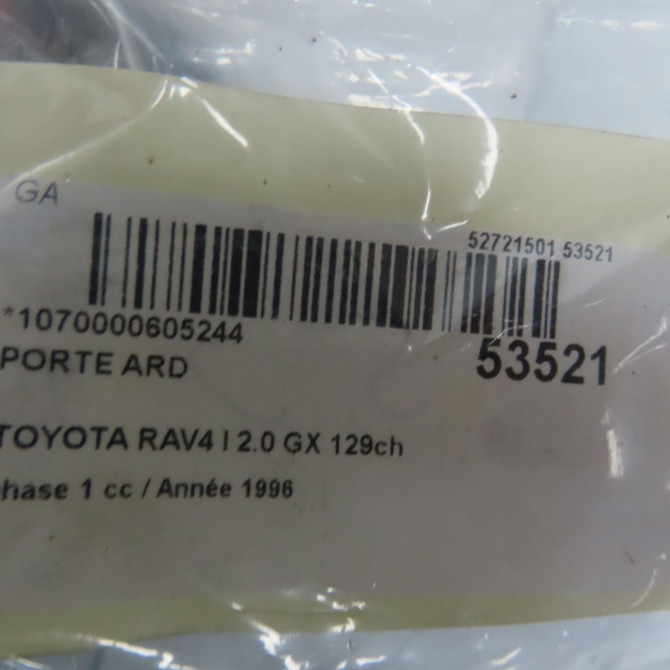 GA
52721501 53521
*1070000605244
53521
PORTE ARD
TOYOTA RAV4 I 2.0 GX 129ch
hase 1 cc / Année 1996